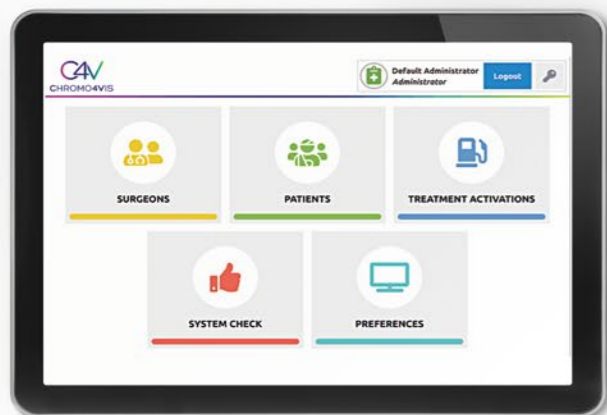 C4V
CHROMO4VIS
Default Administrator
Administrator
Logout
SURGEONS
PATIENTS
TREATMENT ACTIVATIONS
SYSTEM CHECK
PREFERENCES